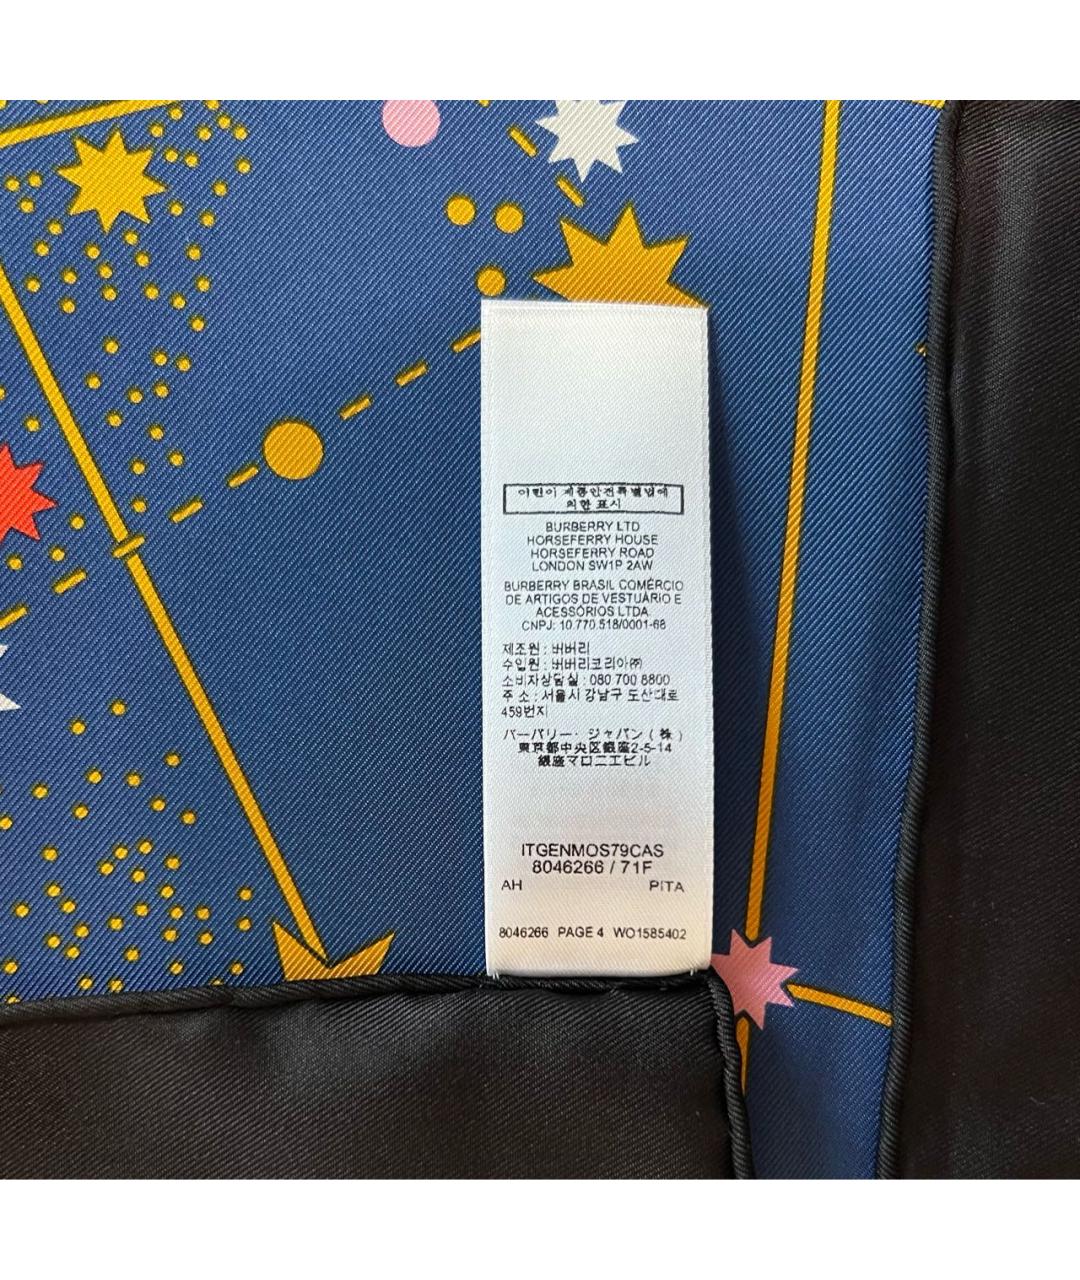 어린이 제품안전특별법에
의한 표시
BURBERRY LTD
HORSEFERRY HOUSE
HORSEFERRY ROAD
LONDON SW1P 2AW
BURBERRY BRASIL COMÉRCIO
DE ARTIGOS DE VESTUÁRIO E
ACESSÓRIOS LTDA
CNPJ: 10.770.518/0001-68
제조원 : 버버리
수입원 : 버버리코리아㈜
소비자상담실 : 080 700 8800
주 소 : 서울시 강남구 도산대로
459번지
バーバリー・ジャパン（株）
東京都中央区銀座2-5-14
銀座マロニエビル
ITGENMOS79CAS
8046266 / 71F
AH PITA
8046266 PAGE 4 WO1585402